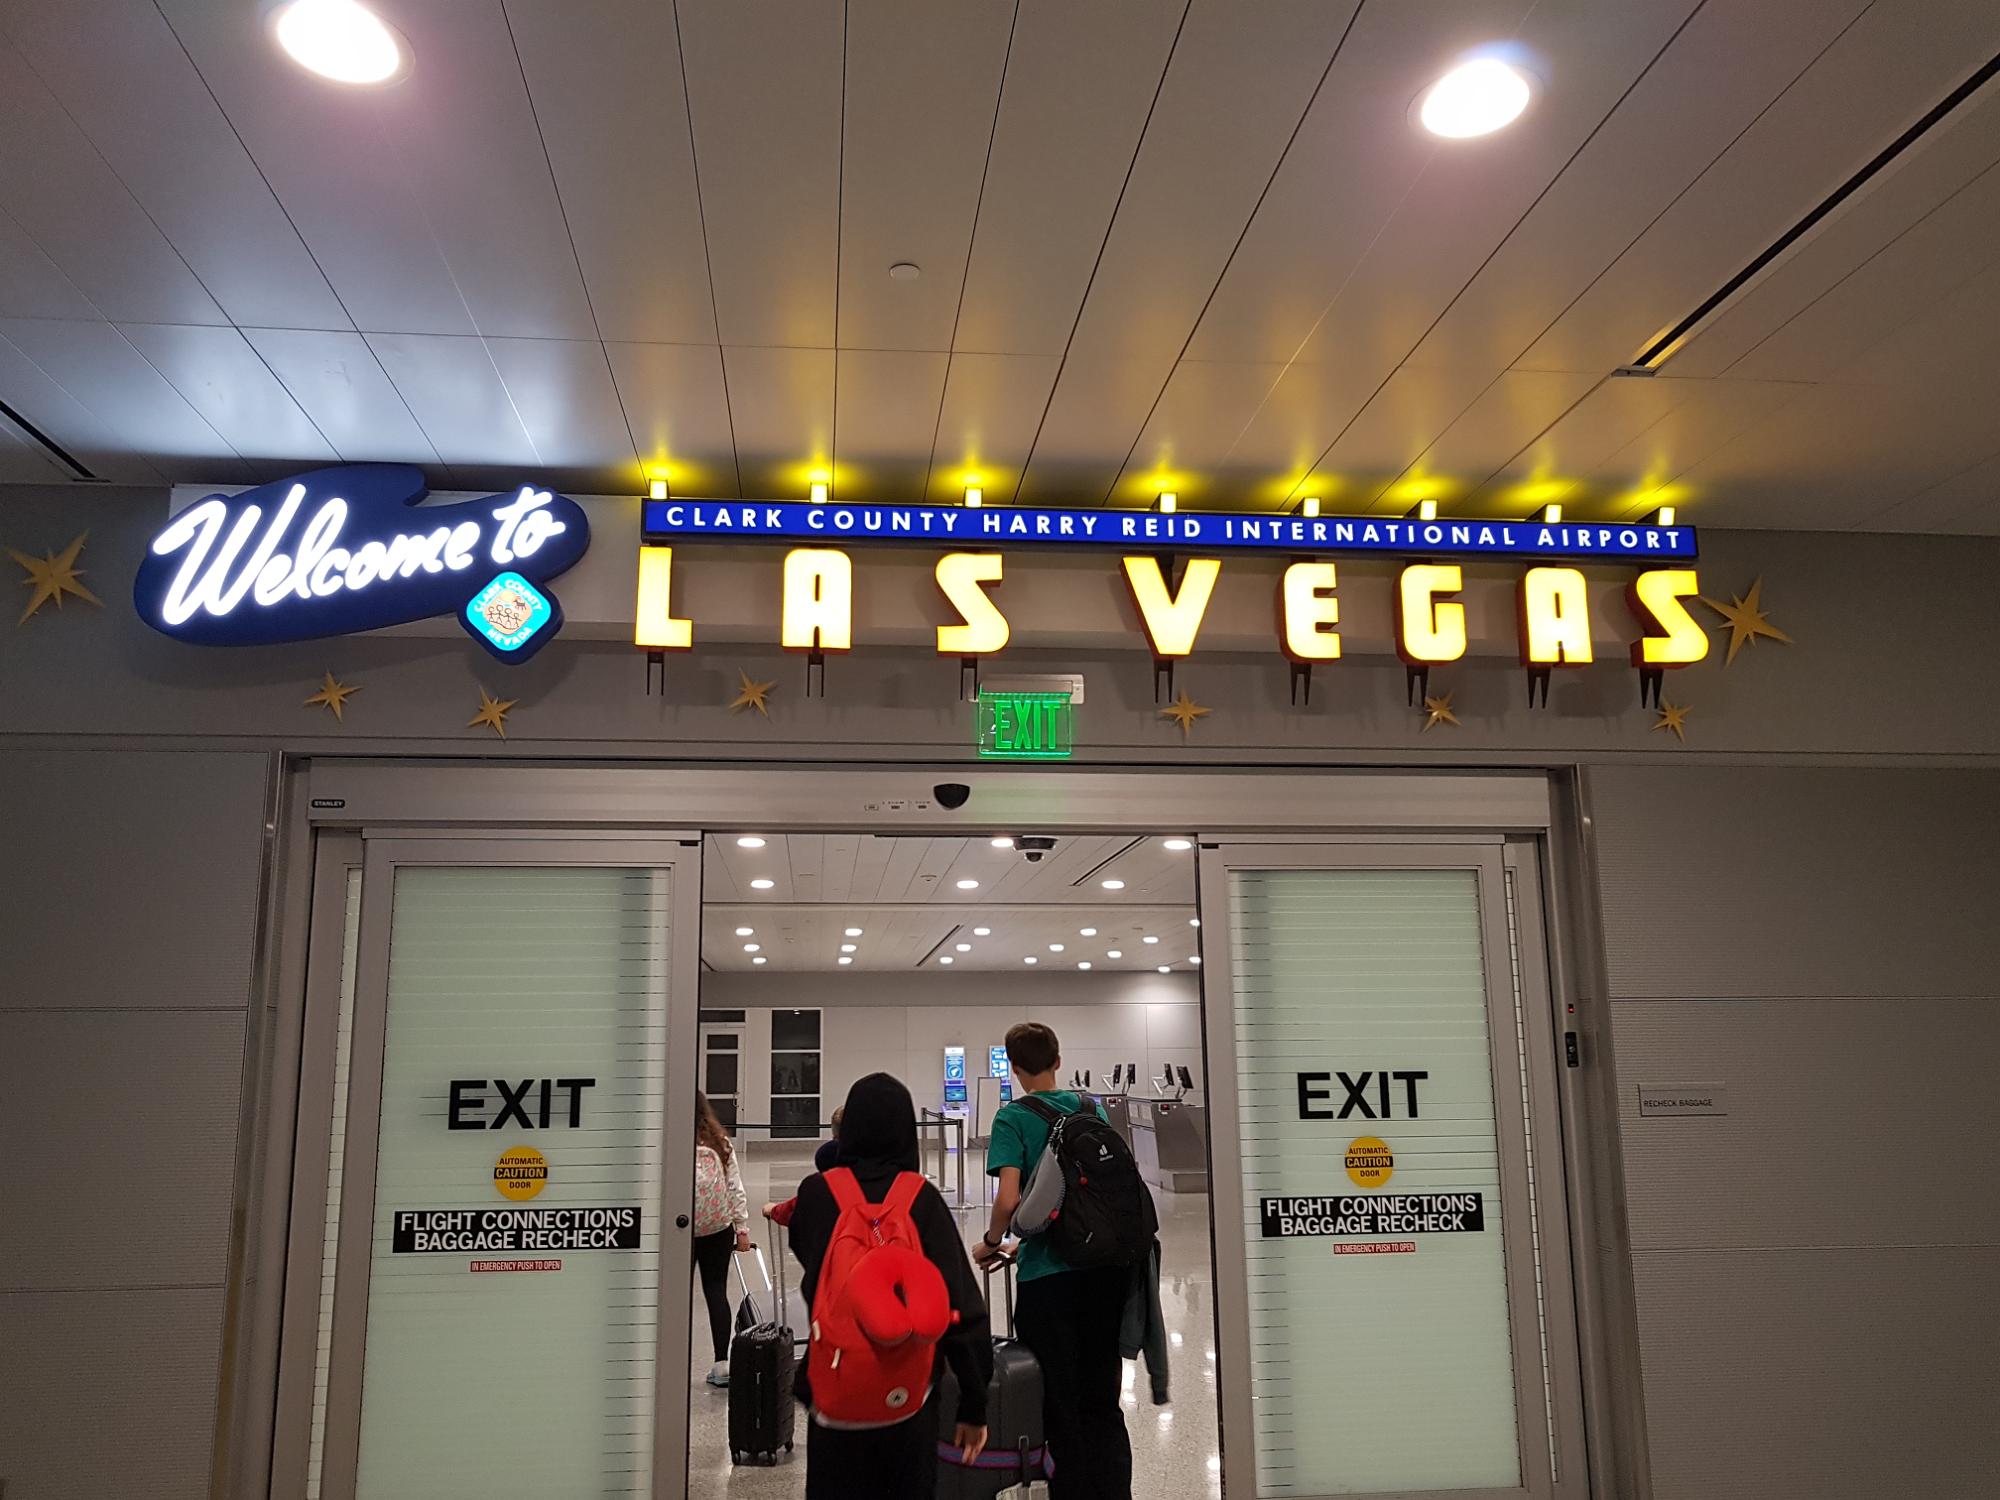 Welcome to
CLARK COUNTY HARRY REID INTERNATIONAL AIRPORT
LAS VEGAS
CLARK COUNTY
NEVADA
EXIT
STANLEY
EXIT
AUTOMATIC
CAUTION
DOOR
FLIGHT CONNECTIONS
BAGGAGE RECHECK
IN EMERGENCY PUSH TO OPEN
EXIT
AUTOMATIC
CAUTION
DOOR
FLIGHT CONNECTIONS
BAGGAGE RECHECK
IN EMERGENCY PUSH TO OPEN
RECHECK BAGGAGE
deuter